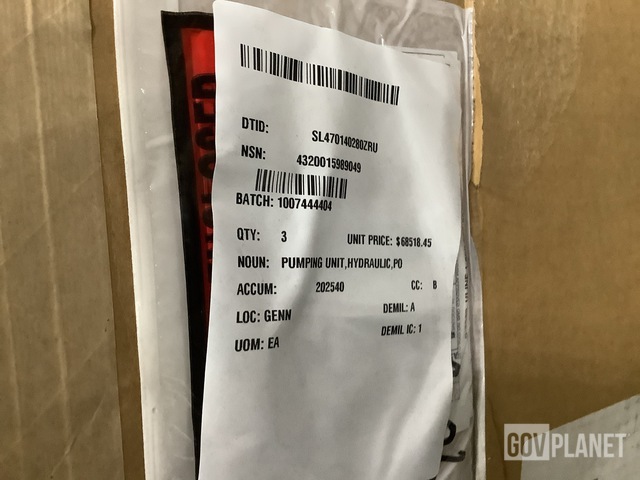 DTID: SL470140280ZRU
NSN: 4320015989049
BATCH: 1007444404
QTY: 3 UNIT PRICE: $68518.45
NOUN: PUMPING UNIT,HYDRAULIC,PO
ACCUM: 202540 CC: B
LOC: GENN DEMIL: A
UOM: EA DEMIL IC: 1
GOVPLANET